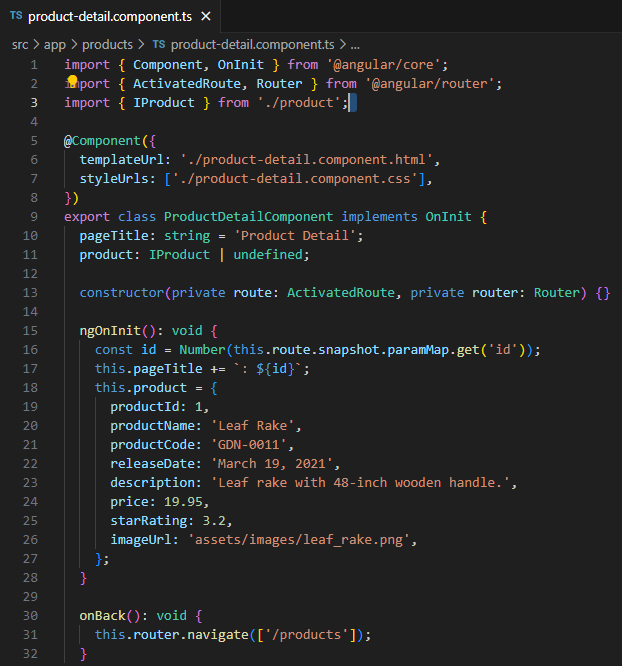 TS product-detail.component.ts ×
src > app > products > TS product-detail.component.ts > ...
1 import { Component, OnInit } from '@angular/core';
2 import { ActivatedRoute, Router } from '@angular/router';
3 import { IProduct } from './product';
4
5 @Component({
6   templateUrl: './product-detail.component.html',
7   styleUrls: ['./product-detail.component.css'],
8 })
9 export class ProductDetailComponent implements OnInit {
10   pageTitle: string = 'Product Detail';
11   product: IProduct | undefined;
12
13   constructor(private route: ActivatedRoute, private router: Router) {}
14
15   ngOnInit(): void {
16     const id = Number(this.route.snapshot.paramMap.get('id'));
17     this.pageTitle += `: ${id}`;
18     this.product = {
19       productId: 1,
20       productName: 'Leaf Rake',
21       productCode: 'GDN-0011',
22       releaseDate: 'March 19, 2021',
23       description: 'Leaf rake with 48-inch wooden handle.',
24       price: 19.95,
25       starRating: 3.2,
26       imageUrl: 'assets/images/leaf_rake.png',
27     };
28   }
29
30   onBack(): void {
31     this.router.navigate(['/products']);
32   }